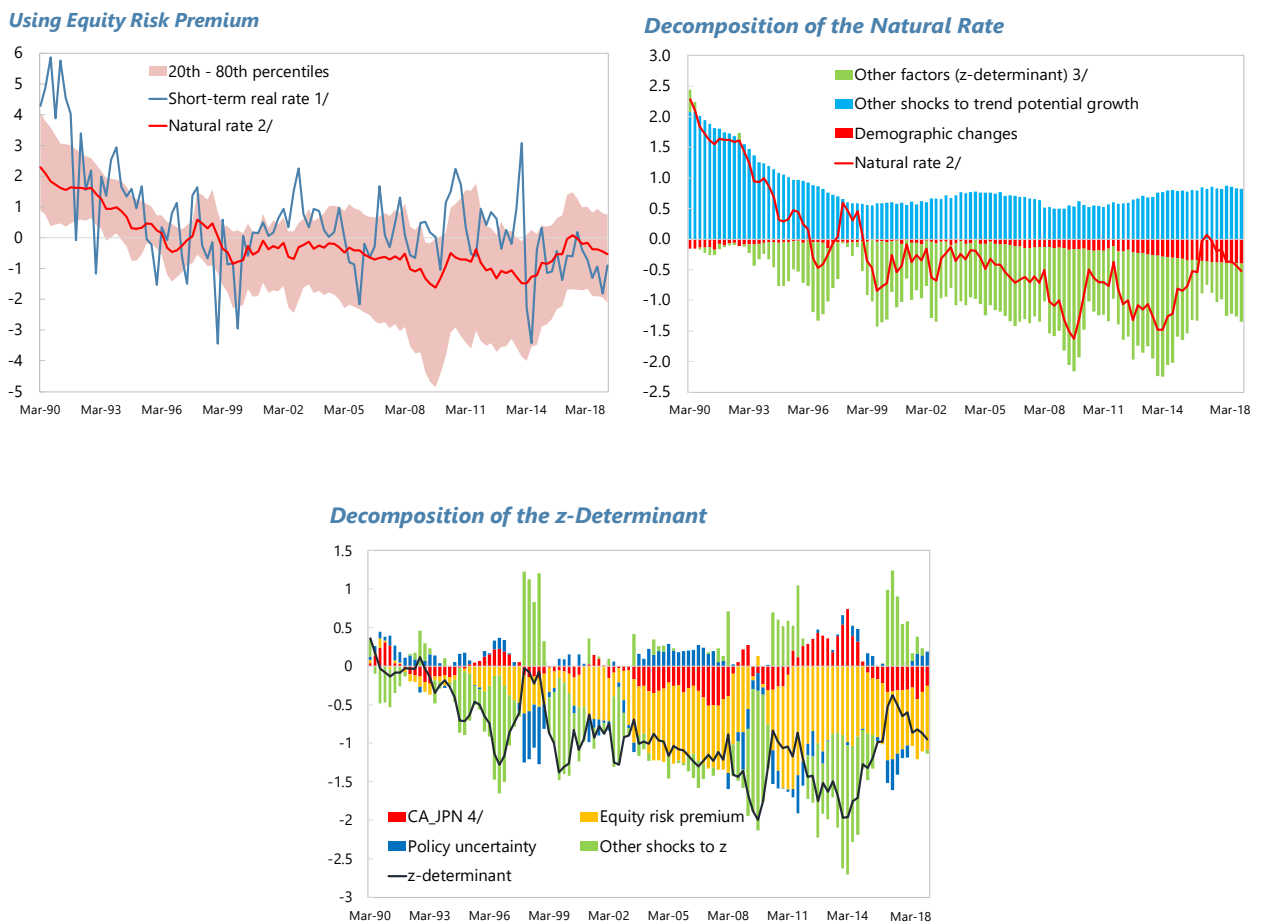 Using Equity Risk Premium
6
5
4
3
2
1
0
-1
-2
-3
-4
-5
20th - 80th percentiles
Short-term real rate 1/
Natural rate 2/
Mar-90 Mar-93 Mar-96 Mar-99 Mar-02 Mar-05 Mar-08 Mar-11 Mar-14 Mar-18
Decomposition of the Natural Rate
3.0
2.5
2.0
1.5
1.0
0.5
0.0
-0.5
-1.0
-1.5
-2.0
-2.5
Other factors (z-determinant) 3/
Other shocks to trend potential growth
Demographic changes
Natural rate 2/
Mar-90 Mar-93 Mar-96 Mar-99 Mar-02 Mar-05 Mar-08 Mar-11 Mar-14 Mar-18
Decomposition of the z-Determinant
1.5
1
0.5
0
-0.5
-1
-1.5
-2
-2.5
-3
CA_JPN 4/ Equity risk premium
Policy uncertainty Other shocks to z
z-determinant
Mar-90 Mar-93 Mar-96 Mar-99 Mar-02 Mar-05 Mar-08 Mar-11 Mar-14 Mar-18